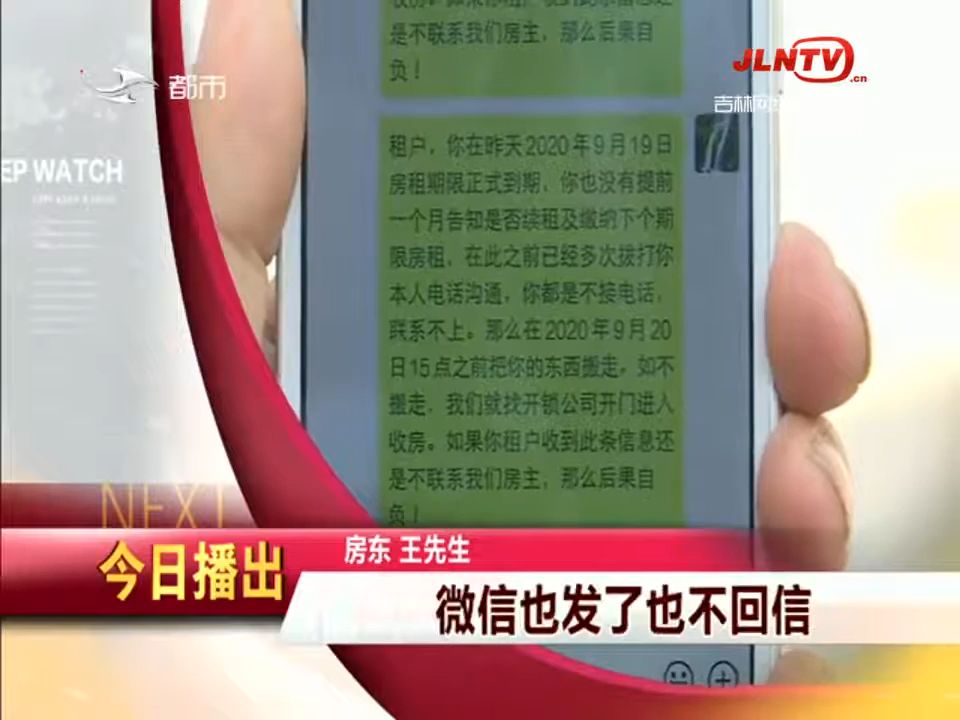 是不联系我们房主,那么后果自
负!
JLNTV
.cn
都市
吉林
租户,你在昨天2020年9月19日
房租期限正式到期,你也没有提前
一个月告知是否续租及缴纳下个期
限房租,在此之前已经多次拨打你
本人电话沟通,你都是不接电话,
联系不上。那么在2020年9月20
日15点之前把你的东西搬走。如不
搬走,我们就找开锁公司开门进入
收房。如果你租户收到此条信息还
是不联系我们房主,那么后果自
负!
EP WATCH
NEXT
今日播出
房东 王先生
微信也发了也不回信